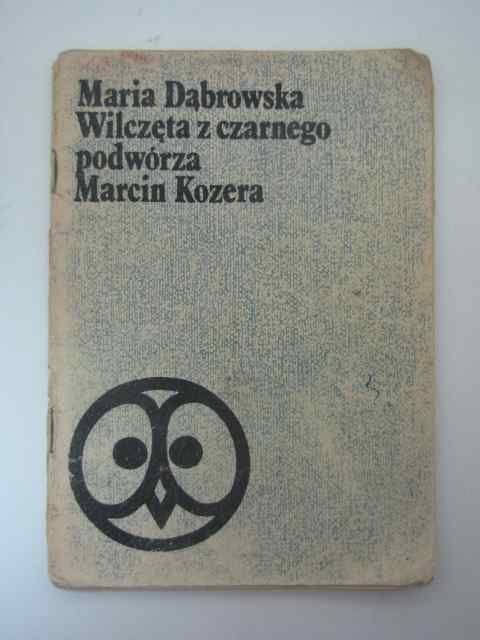 Maria Dąbrowska
Wilczęta z czarnego
podwórza
Marcin Kozera